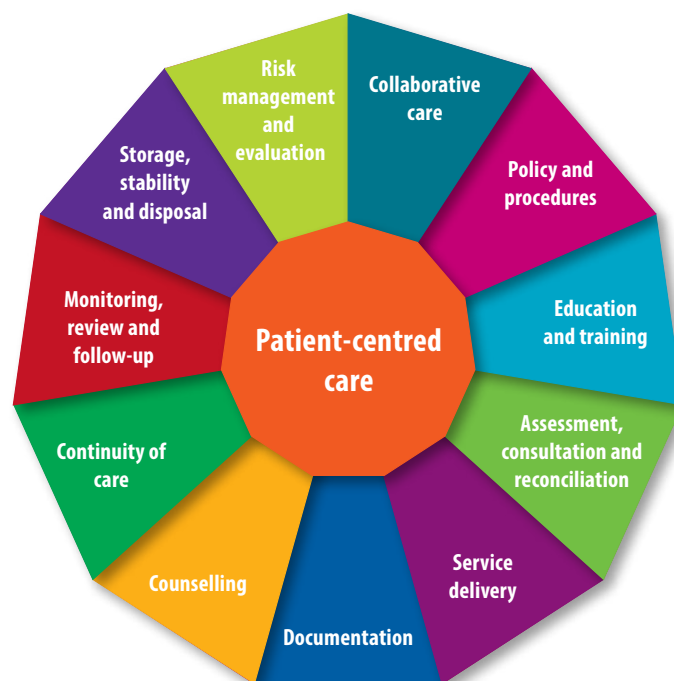 Risk
management
and
evaluation
Collaborative
care
Policy and
procedures
Education
and training
Assessment,
consultation and
reconciliation
Service
delivery
Documentation
Counselling
Continuity of
care
Monitoring,
review and
follow-up
Storage,
stability
and disposal
Patient-centred
care